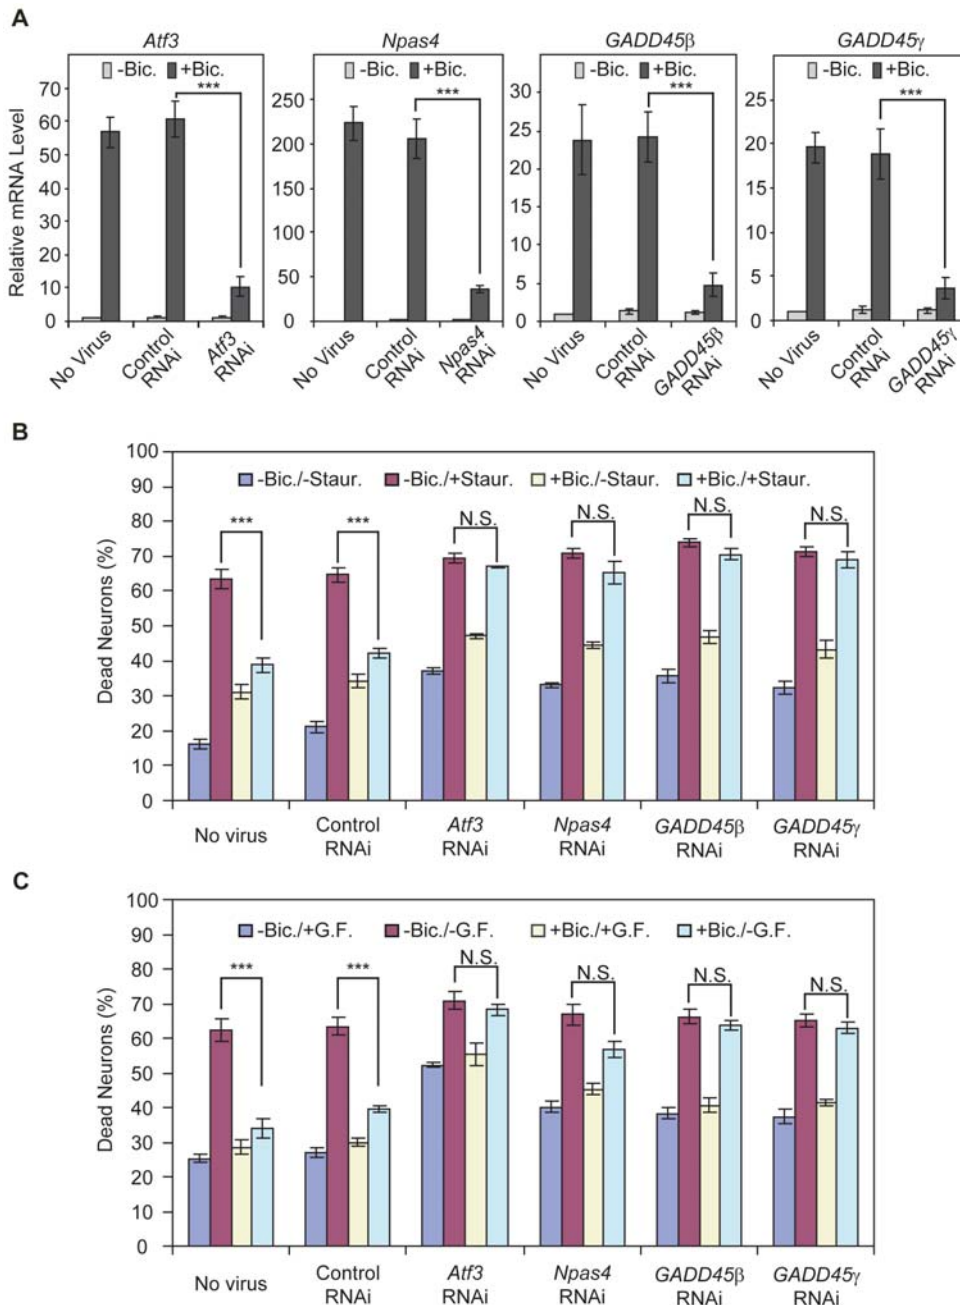 A
Atf3
Npas4
GADD45β
GADD45γ
-Bic. +Bic.
-Bic. +Bic.
-Bic. +Bic.
-Bic. +Bic.
***
***
***
***
Relative mRNA Level
70
60
50
40
30
20
10
0
250
200
150
100
50
0
30
25
20
15
10
5
0
25
20
15
10
5
0
No Virus
Control
RNAi
Atf3
RNAi
No Virus
Control
RNAi
Npas4
RNAi
No Virus
Control
RNAi
GADD45β
RNAi
No Virus
Control
RNAi
GADD45γ
RNAi
B
Dead Neurons (%)
100
90
80
70
60
50
40
30
20
10
0
-Bic./-Staur. -Bic./+Staur. +Bic./-Staur. +Bic./+Staur.
*** *** N.S. N.S. N.S. N.S.
No virus
Control
RNAi
Atf3
RNAi
Npas4
RNAi
GADD45β
RNAi
GADD45γ
RNAi
C
Dead Neurons (%)
100
90
80
70
60
50
40
30
20
10
0
-Bic./+G.F. -Bic./-G.F. +Bic./+G.F. +Bic./-G.F.
*** *** N.S. N.S. N.S. N.S.
No virus
Control
RNAi
Atf3
RNAi
Npas4
RNAi
GADD45β
RNAi
GADD45γ
RNAi